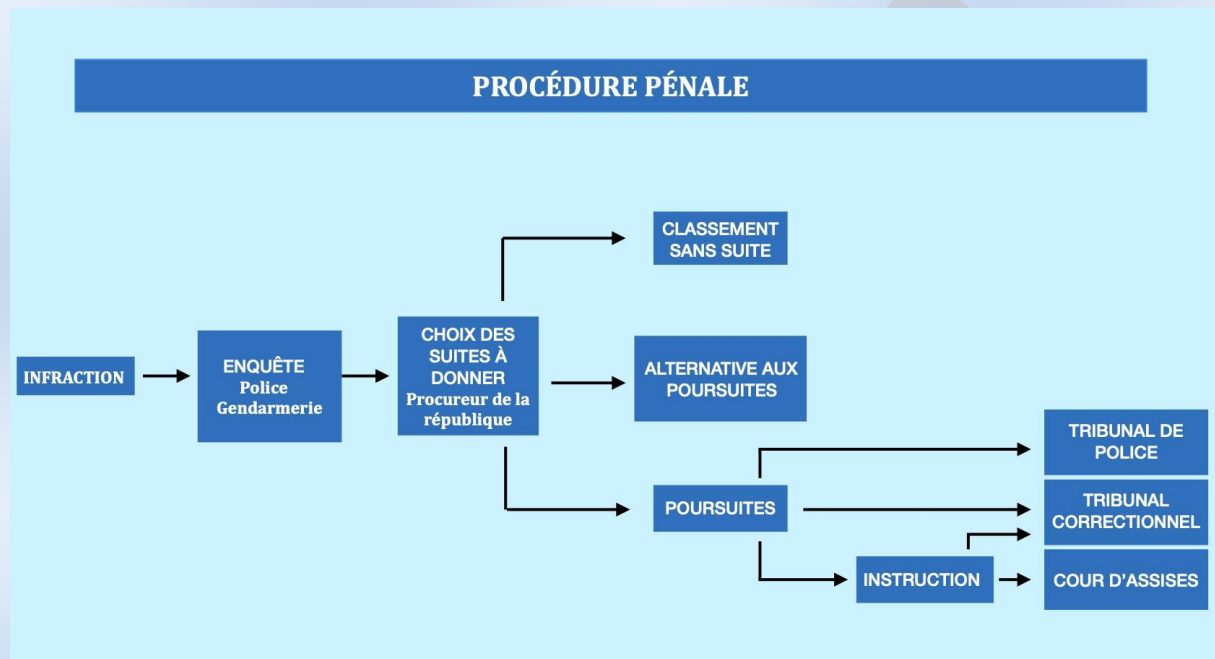 PROCÉDURE PÉNALE
CLASSEMENT
SANS SUITE
INFRACTION
ENQUÊTE
Police
Gendarmerie
CHOIX DES
SUITES À
DONNER
Procureur de la
république
ALTERNATIVE AUX
POURSUITES
POURSUITES
TRIBUNAL DE
POLICE
TRIBUNAL
CORRECTIONNEL
INSTRUCTION
COUR D'ASSISES